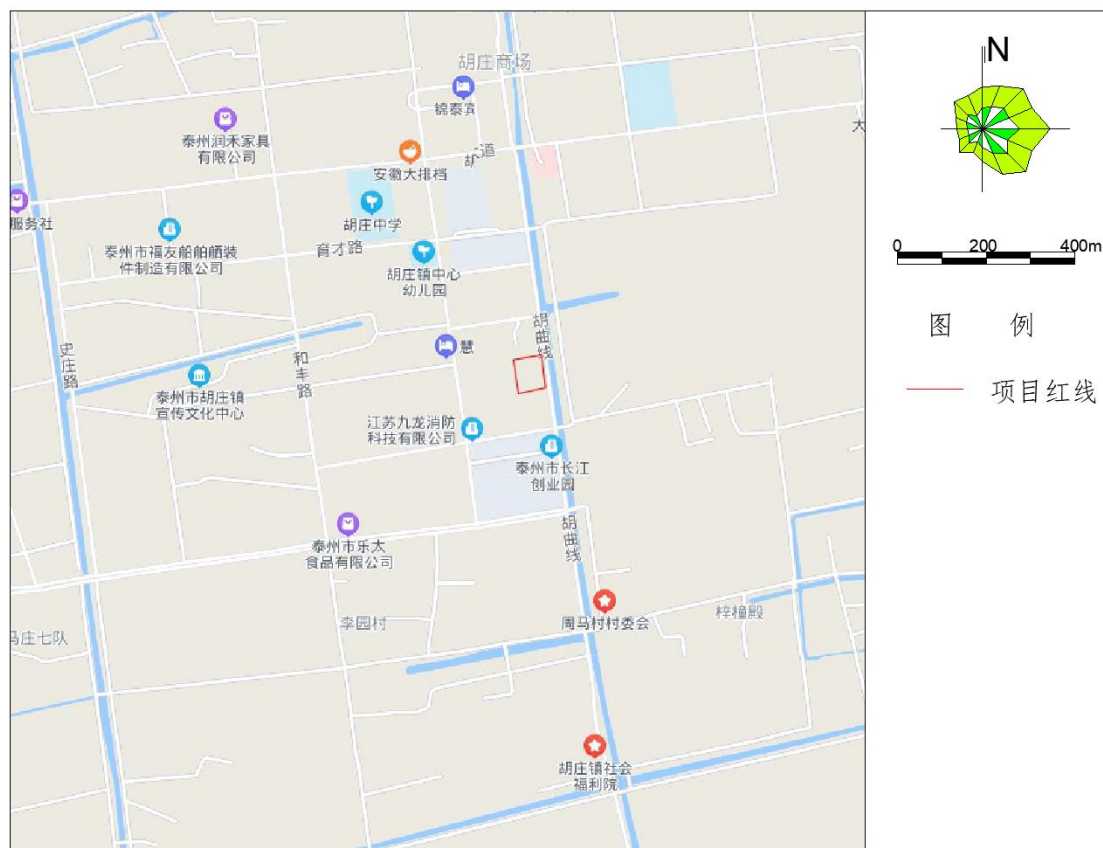 胡庄商场
锦泰宾
泰州润禾家具
有限公司
安徽大排档
道
大
服务社
胡庄中学
泰州市福友船舶舾装
件制造有限公司
育才路
胡庄镇中心
幼儿园
胡曲线
慧
史庄路
和丰路
泰州市胡庄镇
宣传文化中心
江苏九龙消防
科技有限公司
泰州市长江
创业园
胡曲线
泰州市乐太
食品有限公司
李园村
周马村村委会
梓橦殿
马庄七队
胡庄镇社会
福利院
N
0 200 400m
图 例
项目红线